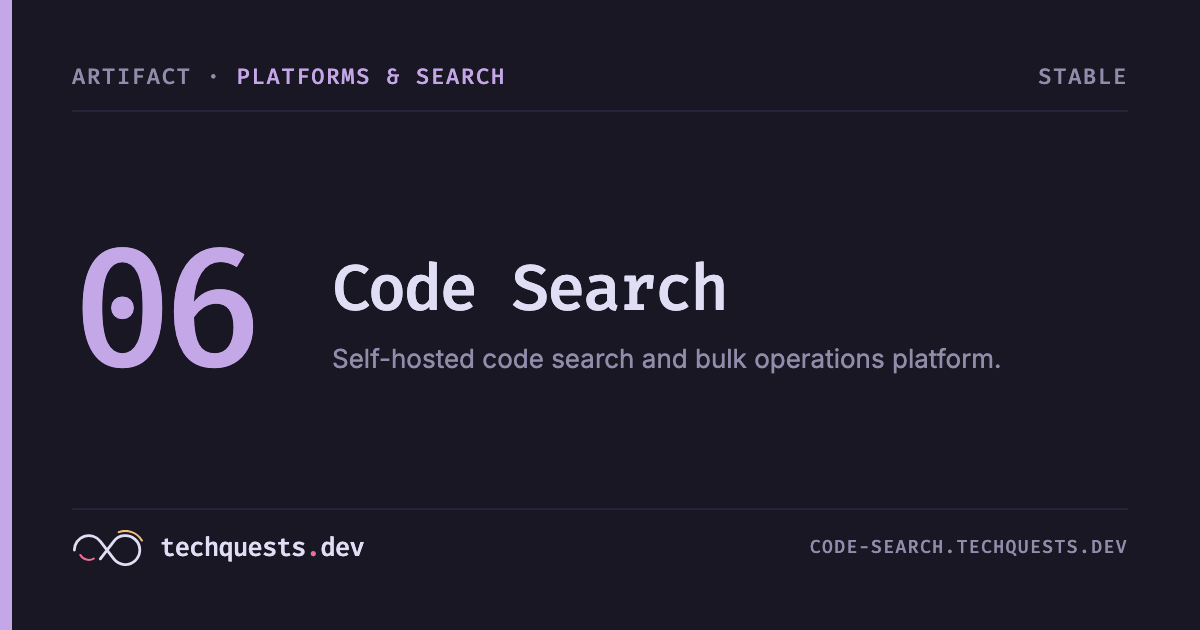 ARTIFACT · PLATFORMS & SEARCH
STABLE
06
Code Search
Self-hosted code search and bulk operations platform.
techquests.dev
CODE-SEARCH.TECHQUESTS.DEV